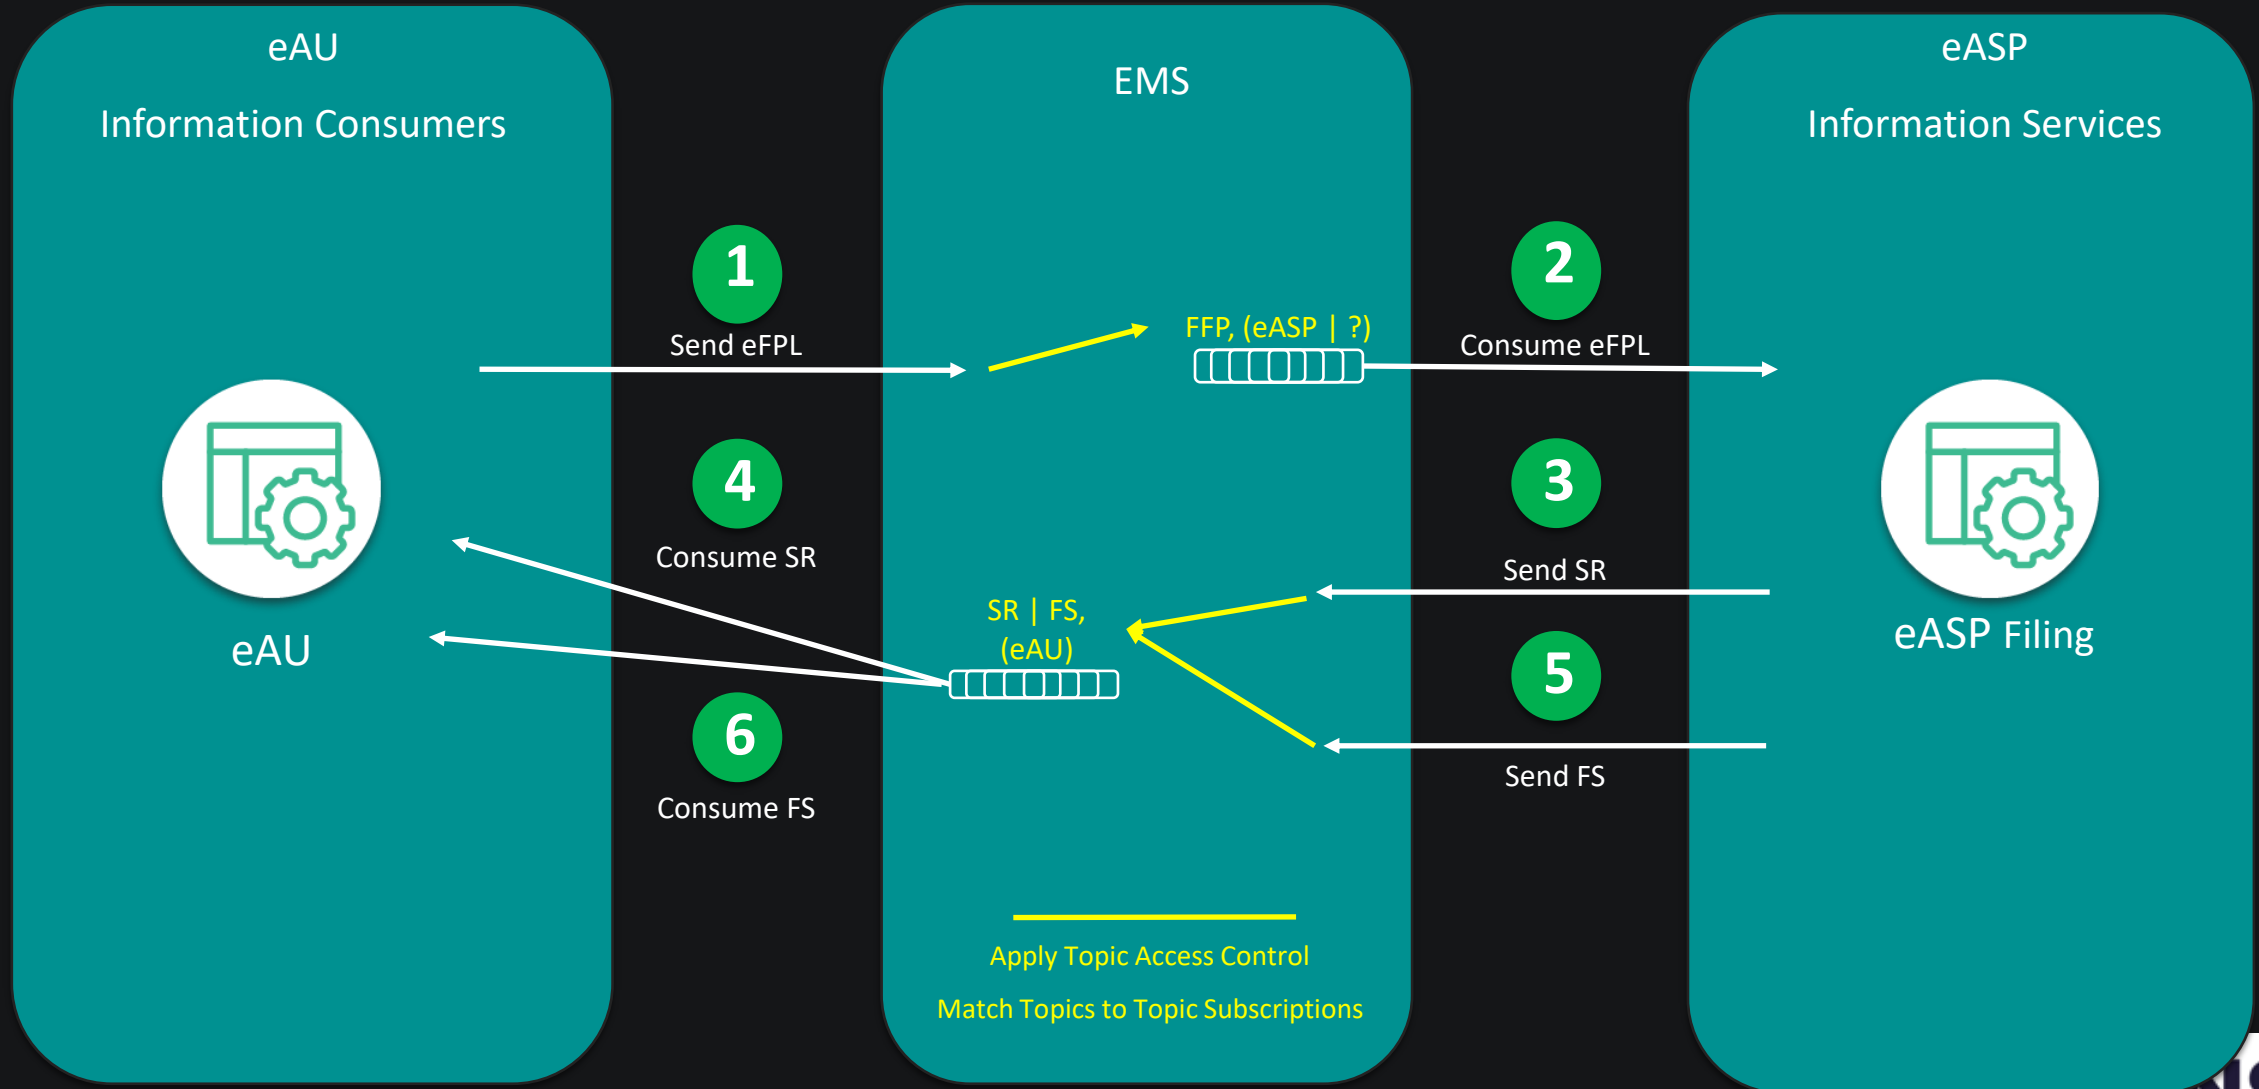 eAU
Information Consumers
EMS
eASP
Information Services
1
Send eFPL
FFP, (eASP | ?)
2
Consume eFPL
4
Consume SR
3
Send SR
SR | FS,
(eAU)
eAU
eASP Filing
5
Send FS
6
Consume FS
Apply Topic Access Control
Match Topics to Topic Subscriptions